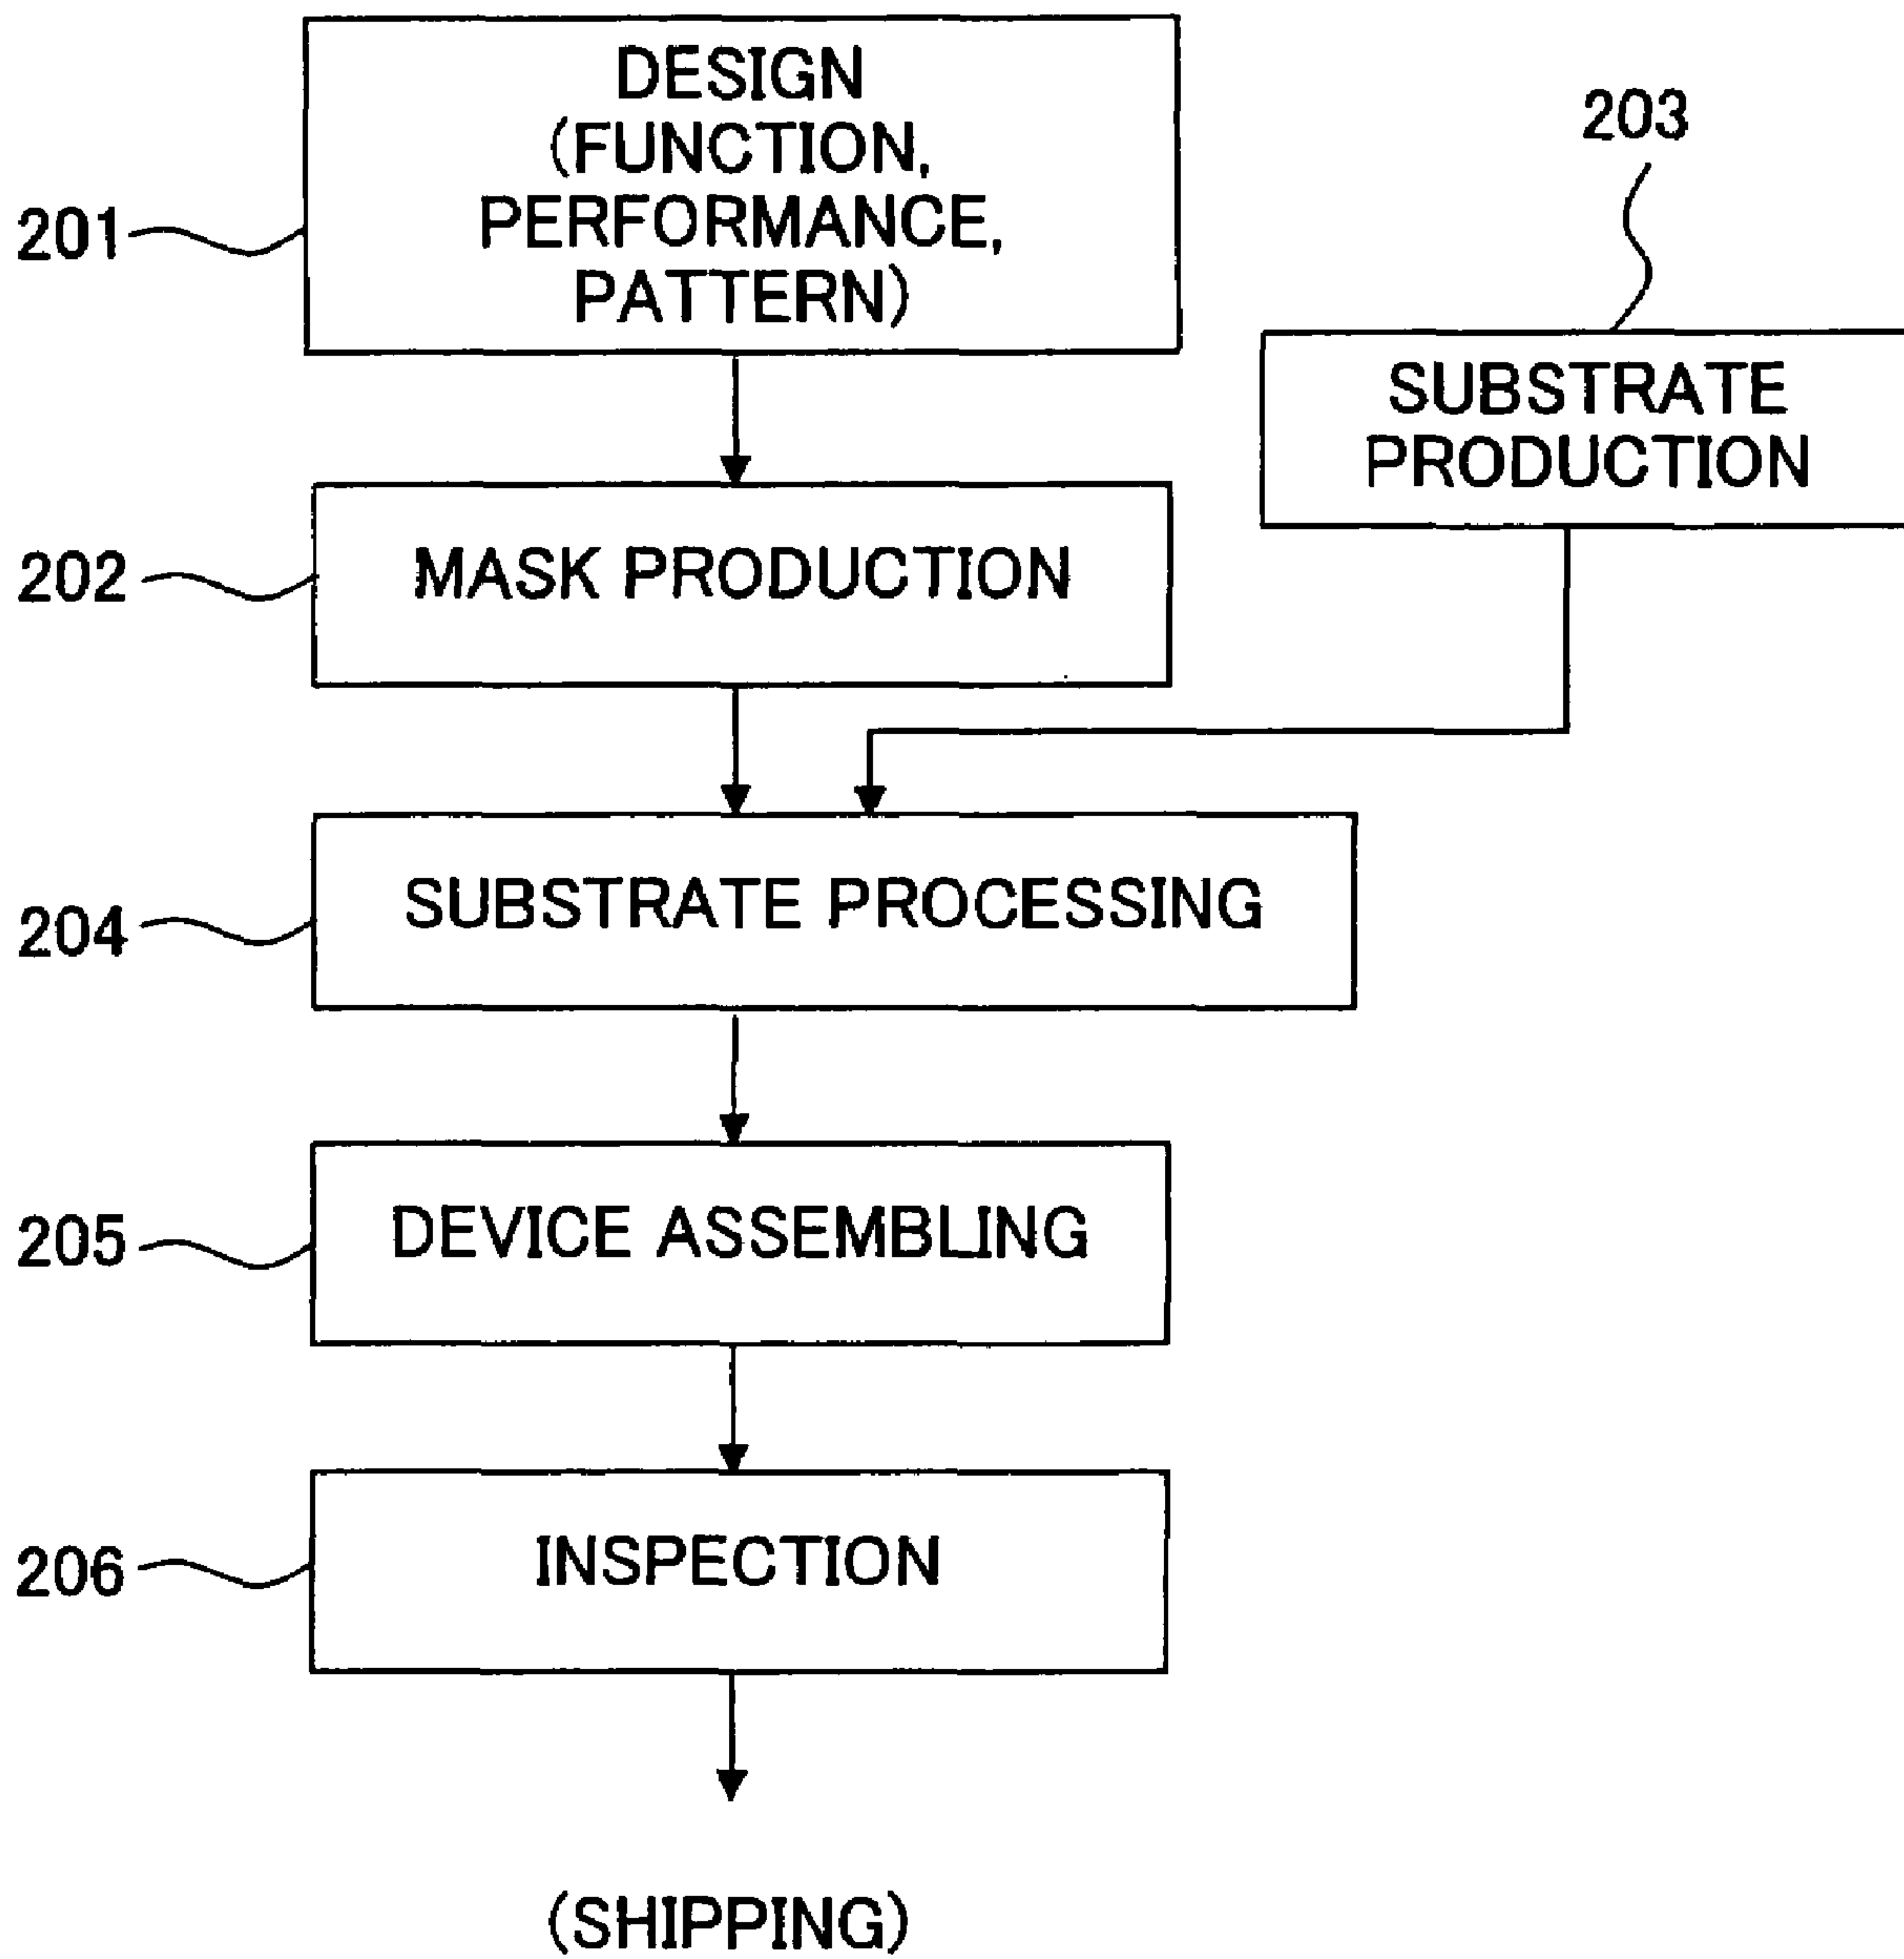 DESIGN
(FUNCTION,
PERFORMANCE,
PATTERN)
201
203
SUBSTRATE
PRODUCTION
202
MASK PRODUCTION
204
SUBSTRATE PROCESSING
205
DEVICE ASSEMBLING
206
INSPECTION
(SHIPPING)